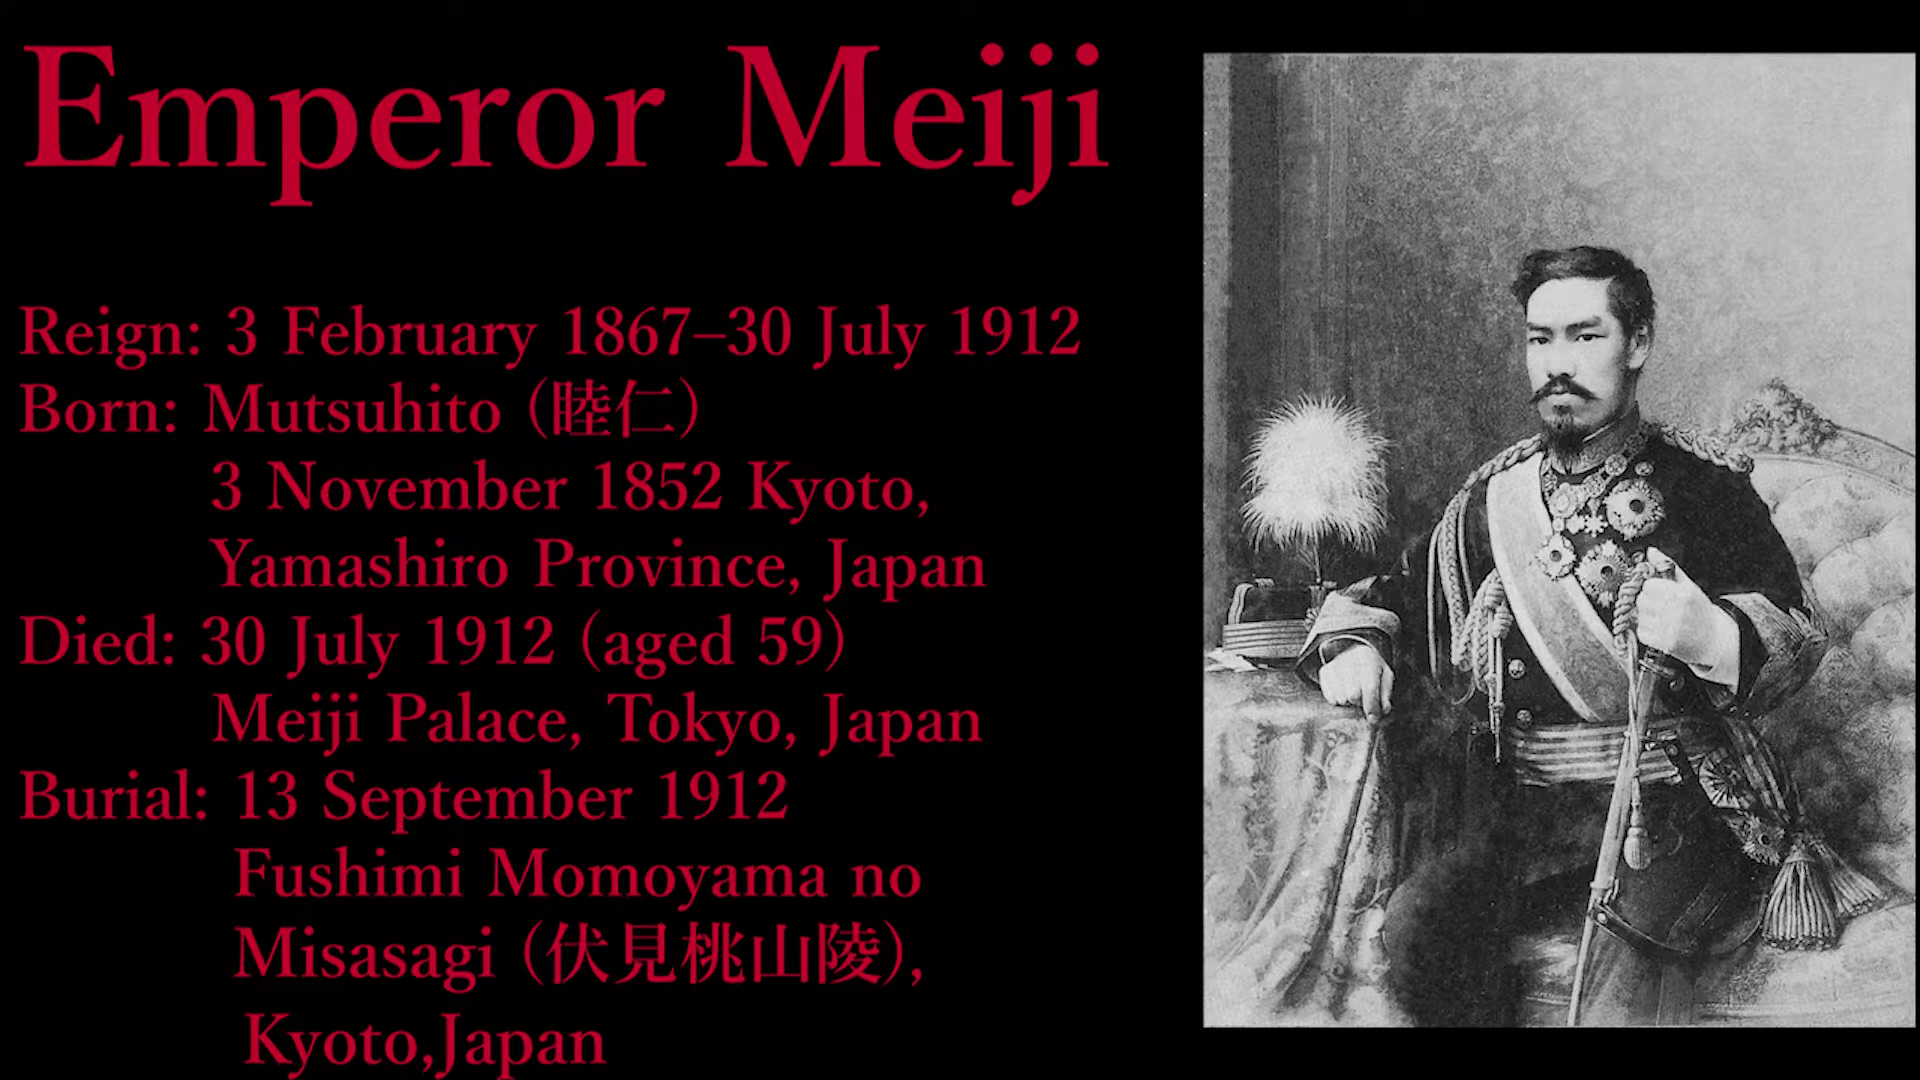 Emperor Meiji
Reign: 3 February 1867–30 July 1912
Born: Mutsuhito (睦仁)
3 November 1852 Kyoto,
Yamashiro Province, Japan
Died: 30 July 1912 (aged 59)
Meiji Palace, Tokyo, Japan
Burial: 13 September 1912
Fushimi Momoyama no
Misasagi (伏見桃山陵),
Kyoto,Japan